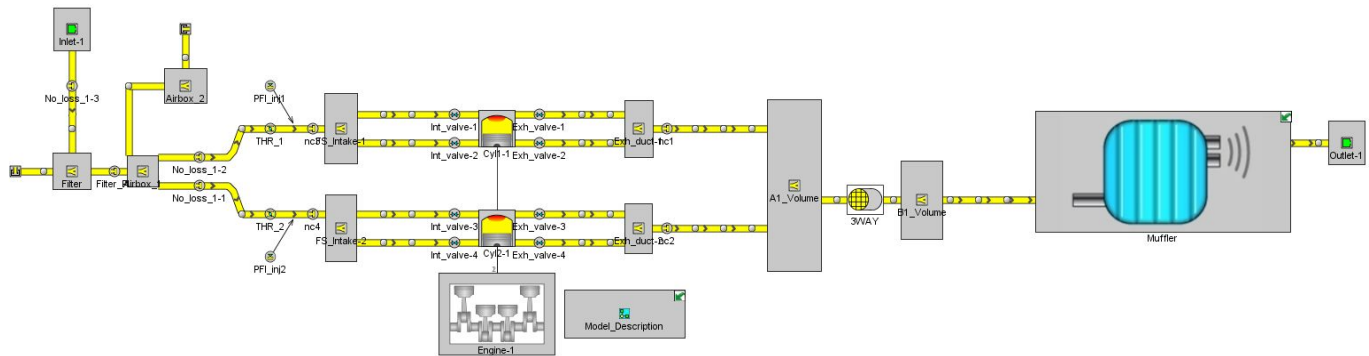 Inlet-1
No_loss_1-3
Airbox_2
PFI_inj1
THR_1
nc3
FS_Intake-1
Int_valve-1
Exh_valve-1
Int_valve-2
Cyl1-1
Exh_valve-2
nc1
No_loss_1-2
Filter
Airbox_1
No_loss_1-1
THR_2
nc4
FS_Intake-2
PFI_inj2
Int_valve-3
Exh_valve-3
Int_valve-4
Cyl2-1
Exh_valve-4
nc2
A1_Volume
3WAY
B1_Volume
Muffler
Outlet-1
2
Engine-1
Model_Description